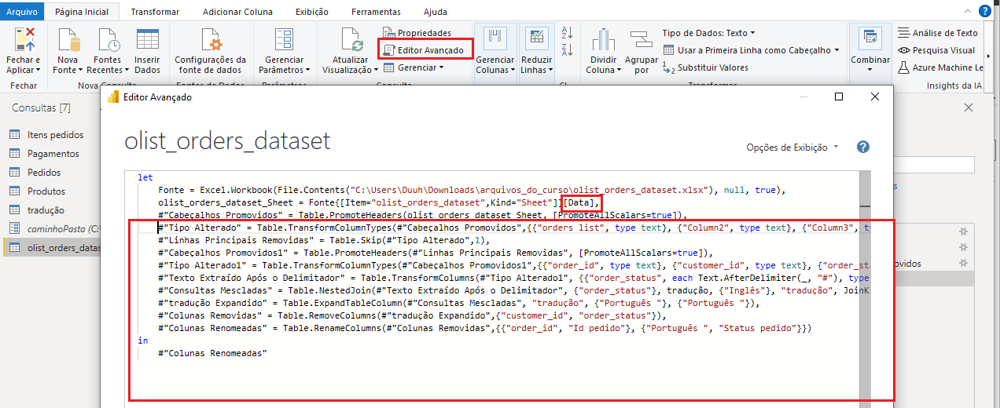 Arquivo Página Inicial Transformar Adicionar Coluna Exibição Ferramentas Ajuda
Fechar e Aplicar
Nova Fonte
Fontes Recentes
Inserir Dados
Configurações da fonte de dados
Gerenciar Parâmetros
Atualizar Visualização
Propriedades
Editor Avançado
Gerenciar
Gerenciar Colunas
Reduzir Linhas
Dividir Coluna
Agrupar por
Tipo de Dados: Texto
Usar a Primeira Linha como Cabeçalho
Substituir Valores
Combinar
Análise de Texto
Pesquisa Visual
Azure Machine Le
Fechar
Nova Consulta
Fontes de Dados
Parâmetros
Consulta
Transformar
Insights da IA
Consultas [7]
Itens pedidos
Pagamentos
Pedidos
Produtos
tradução
caminhoPasta (C:
olist_orders_datas
Editor Avançado
olist_orders_dataset
Opções de Exibição
let
Fonte = Excel.Workbook(File.Contents("C:\Users\Duuh\Downloads\arquivos_do_curso\olist_orders_dataset.xlsx"), null, true),
olist_orders_dataset_Sheet = Fonte{[Item="olist_orders_dataset",Kind="Sheet"]}[Data],
#"Cabeçalhos Promovidos" = Table.PromoteHeaders(olist_orders_dataset_Sheet, [PromoteAllScalars=true]),
#"Tipo Alterado" = Table.TransformColumnTypes(#"Cabeçalhos Promovidos",{{"orders list", type text}, {"Column2", type text}, {"Column3", ty
#"Linhas Principais Removidas" = Table.Skip(#"Tipo Alterado",1),
#"Cabeçalhos Promovidos1" = Table.PromoteHeaders(#"Linhas Principais Removidas", [PromoteAllScalars=true]),
#"Tipo Alterado1" = Table.TransformColumnTypes(#"Cabeçalhos Promovidos1",{{"order_id", type text}, {"customer_id", type text}, {"order_sta
#"Texto Extraído Após o Delimitador" = Table.TransformColumns(#"Tipo Alterado1", {{"order_status", each Text.AfterDelimiter(_, "#"), type
#"Consultas Mescladas" = Table.NestedJoin(#"Texto Extraído Após o Delimitador", {"order_status"}, tradução, {"Inglês"}, "tradução", JoinK
#"tradução Expandido" = Table.ExpandTableColumn(#"Consultas Mescladas", "tradução", {"Português "}, {"Português "}),
#"Colunas Removidas" = Table.RemoveColumns(#"tradução Expandido",{"customer_id", "order_status"}),
#"Colunas Renomeadas" = Table.RenameColumns(#"Colunas Removidas",{{"order_id", "Id pedido"}, {"Português ", "Status pedido"}})
in
#"Colunas Renomeadas"
ovidos